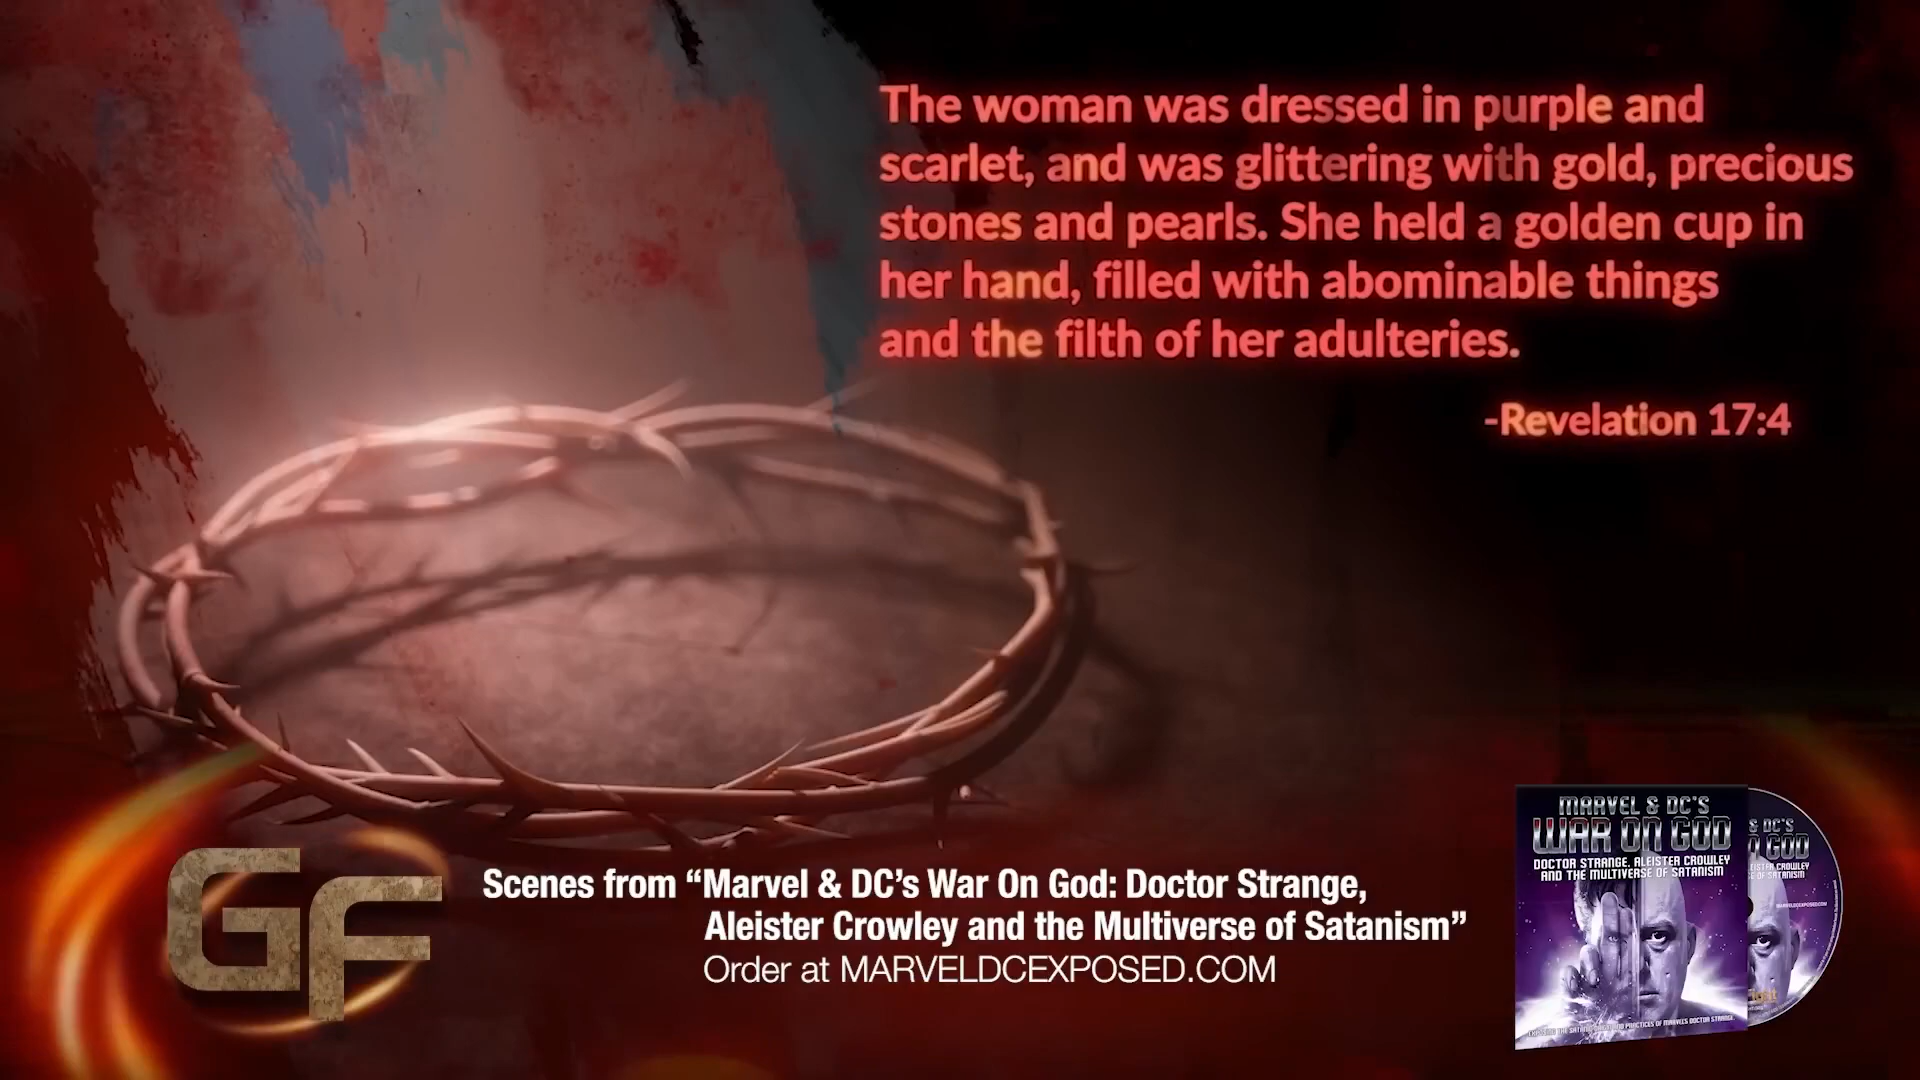 The woman was dressed in purple and
scarlet, and was glittering with gold, precious
stones and pearls. She held a golden cup in
her hand, filled with abominable things
and the filth of her adulteries.
-Revelation 17:4
GF
Scenes from “Marvel & DC’s War On God: Doctor Strange,
Aleister Crowley and the Multiverse of Satanism”
Order at MARVELDCEXPOSED.COM
MARVEL & DC'S
WAR ON GOD
DOCTOR STRANGE, ALEISTER CROWLEY
AND THE MULTIVERSE OF SATANISM